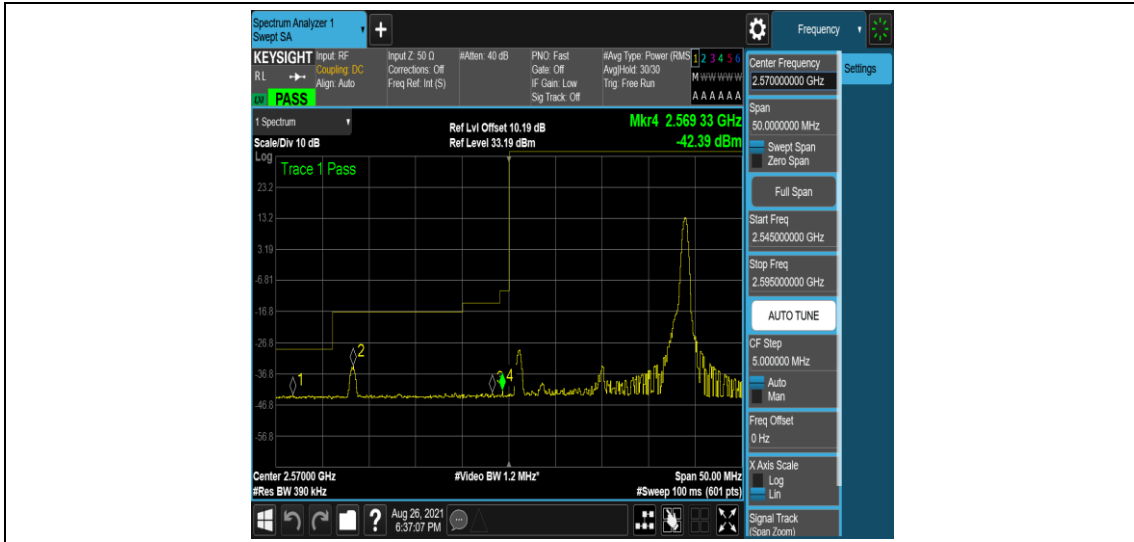 Spectrum Analyzer 1
Swept SA
Frequency
KEYSIGHT
RL
PASS
Input: RF
Coupling: DC
Align: Auto
Input Z: 50 Ω
Corrections: Off
Freq Ref: Int (S)
#Atten: 40 dB
PNO: Fast
Gate: Off
IF Gain: Low
Sig Track: Off
#Avg Type: Power (RMS
Avg|Hold: 30/30
Trig: Free Run
1 2 3 4 5 6
M W W W W W
A A A A A A
1 Spectrum
Scale/Div 10 dB
Ref Lvl Offset 10.19 dB
Ref Level 33.19 dBm
Mkr4 2.569 33 GHz
-42.39 dBm
Log
Trace 1 Pass
23.2
13.2
3.19
-6.81
-16.8
-26.8
-36.8
-46.8
-56.8
1
2
4
Center 2.57000 GHz
#Res BW 390 kHz
#Video BW 1.2 MHz*
Span 50.00 MHz
#Sweep 100 ms (601 pts)
?
Aug 26, 2021
6:37:07 PM
Center Frequency
2.570000000 GHz
Settings
Span
50.0000000 MHz
Swept Span
Zero Span
Full Span
Start Freq
2.545000000 GHz
Stop Freq
2.595000000 GHz
AUTO TUNE
CF Step
5.000000 MHz
Auto
Man
Freq Offset
0 Hz
X Axis Scale
Log
Lin
Signal Track
(Span Zoom)